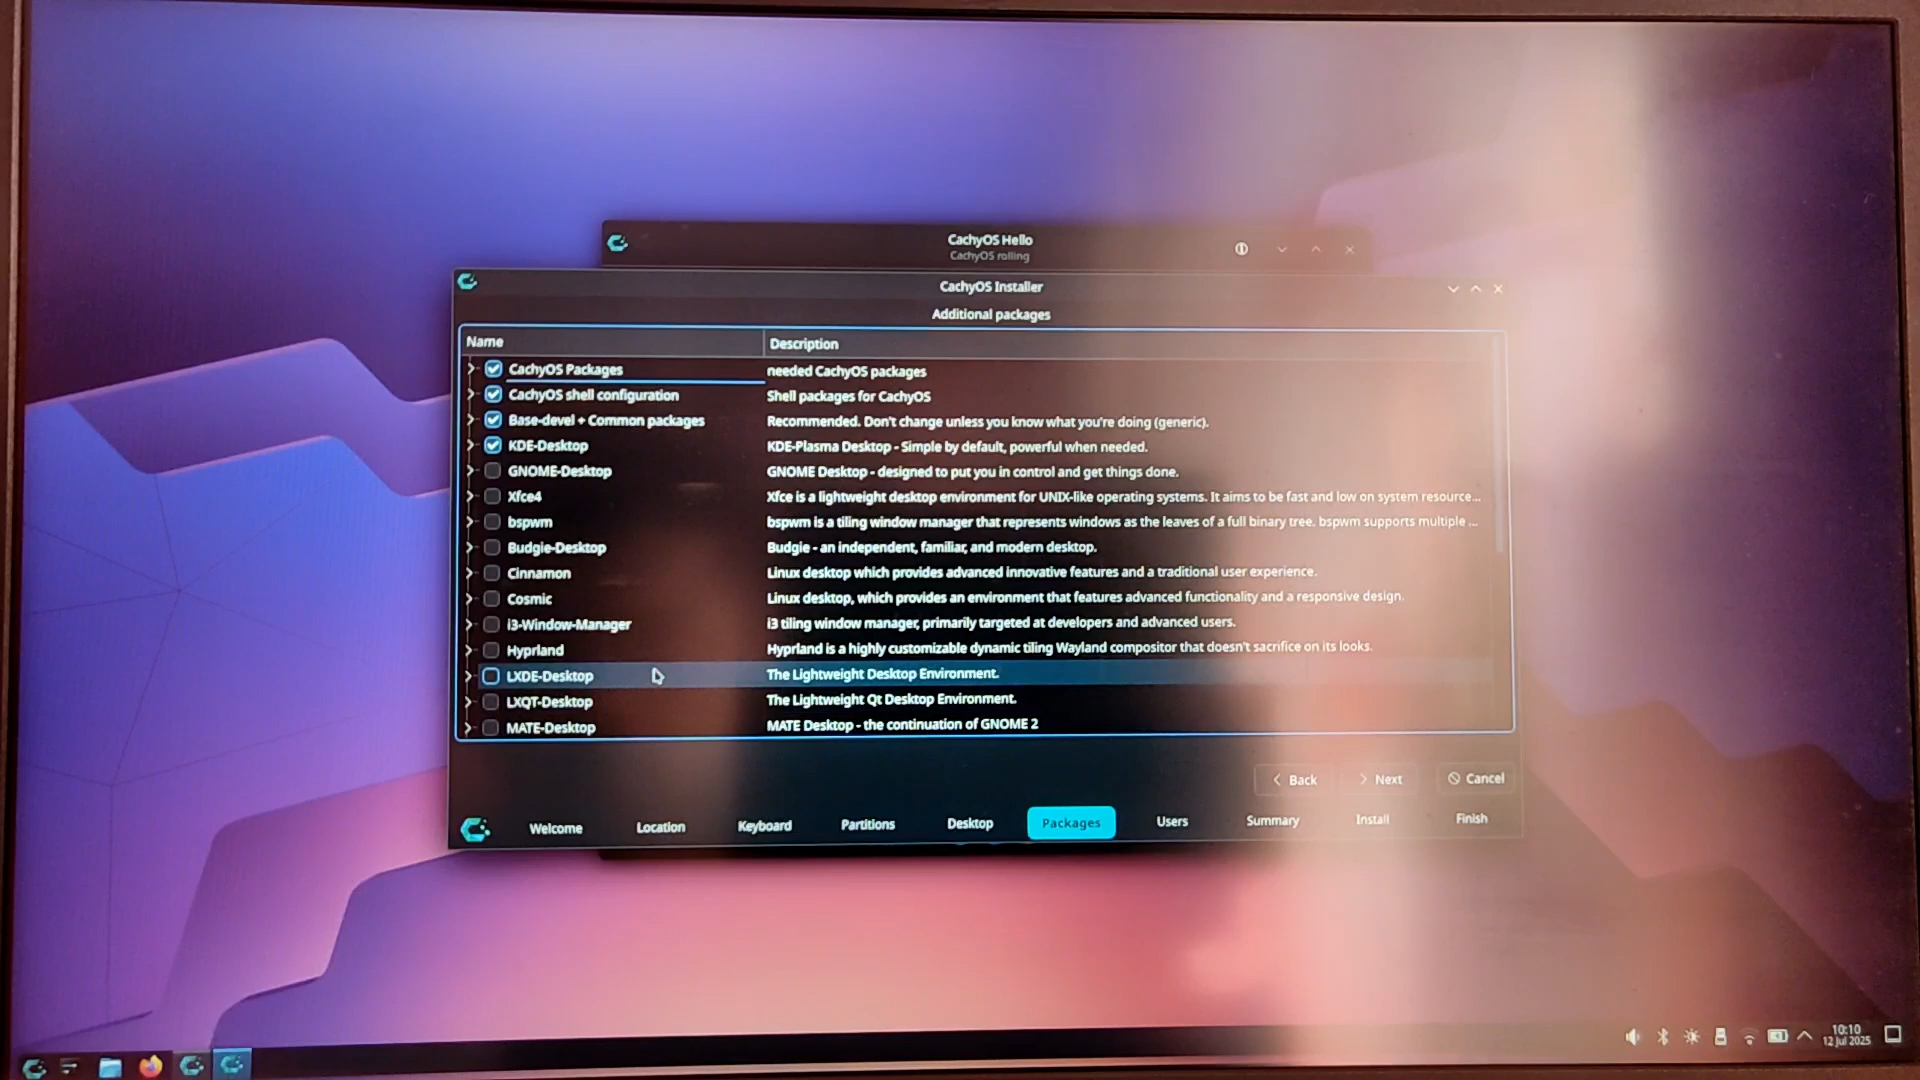 CachyOS Hello
CachyOS rolling
CachyOS Installer
Additional packages
Name Description
CachyOS Packages needed CachyOS packages
CachyOS shell configuration Shell packages for CachyOS
Base-devel + Common packages Recommended. Don't change unless you know what you're doing (generic).
KDE-Desktop KDE-Plasma Desktop - Simple by default, powerful when needed.
GNOME-Desktop GNOME Desktop - designed to put you in control and get things done.
Xfce4 Xfce is a lightweight desktop environment for UNIX-like operating systems. It aims to be fast and low on system resource...
bspwm bspwm is a tiling window manager that represents windows as the leaves of a full binary tree. bspwm supports multiple ...
Budgie-Desktop Budgie - an independent, familiar, and modern desktop.
Cinnamon Linux desktop which provides advanced innovative features and a traditional user experience.
Cosmic Linux desktop, which provides an environment that features advanced functionality and a responsive design.
i3-Window-Manager i3 tiling window manager, primarily targeted at developers and advanced users.
Hyprland Hyprland is a highly customizable dynamic tiling Wayland compositor that doesn't sacrifice on its looks.
LXDE-Desktop The Lightweight Desktop Environment.
LXQT-Desktop The Lightweight Qt Desktop Environment.
MATE-Desktop MATE Desktop - the continuation of GNOME 2
Back Next Cancel
Welcome Location Keyboard Partitions Desktop Packages Users Summary Install Finish
10:10
12 Jul 2025